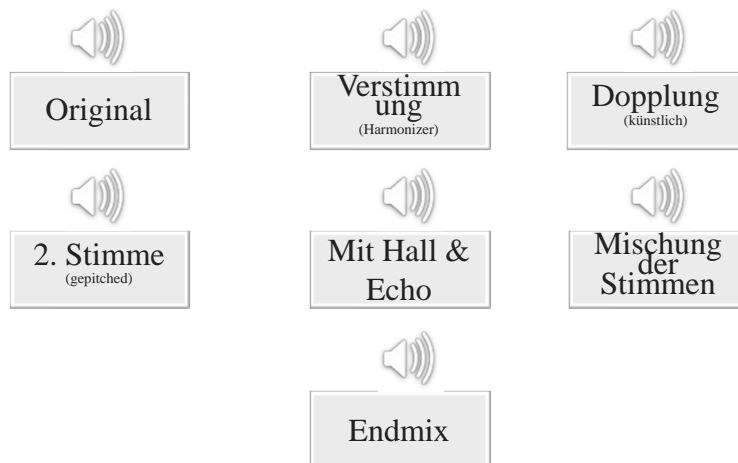 Original
Verstimm
ung
(Harmonizer)
Dopplung
(künstlich)
2. Stimme
(gepitched)
Mit Hall &
Echo
Mischung
der
Stimmen
Endmix